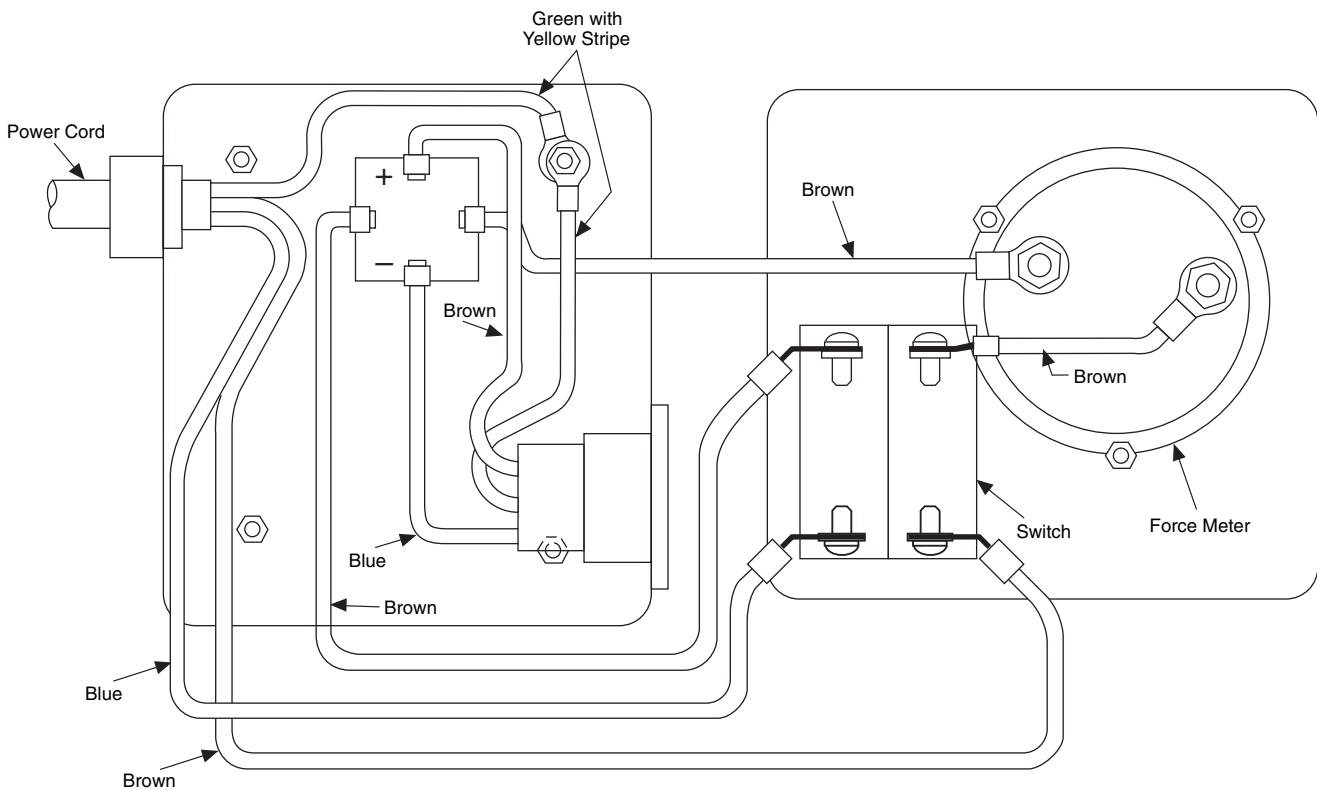 Green with
Yellow Stripe
Power Cord
+
Brown
−
Brown
Brown
Switch
Force Meter
Blue
Brown
Blue
Brown